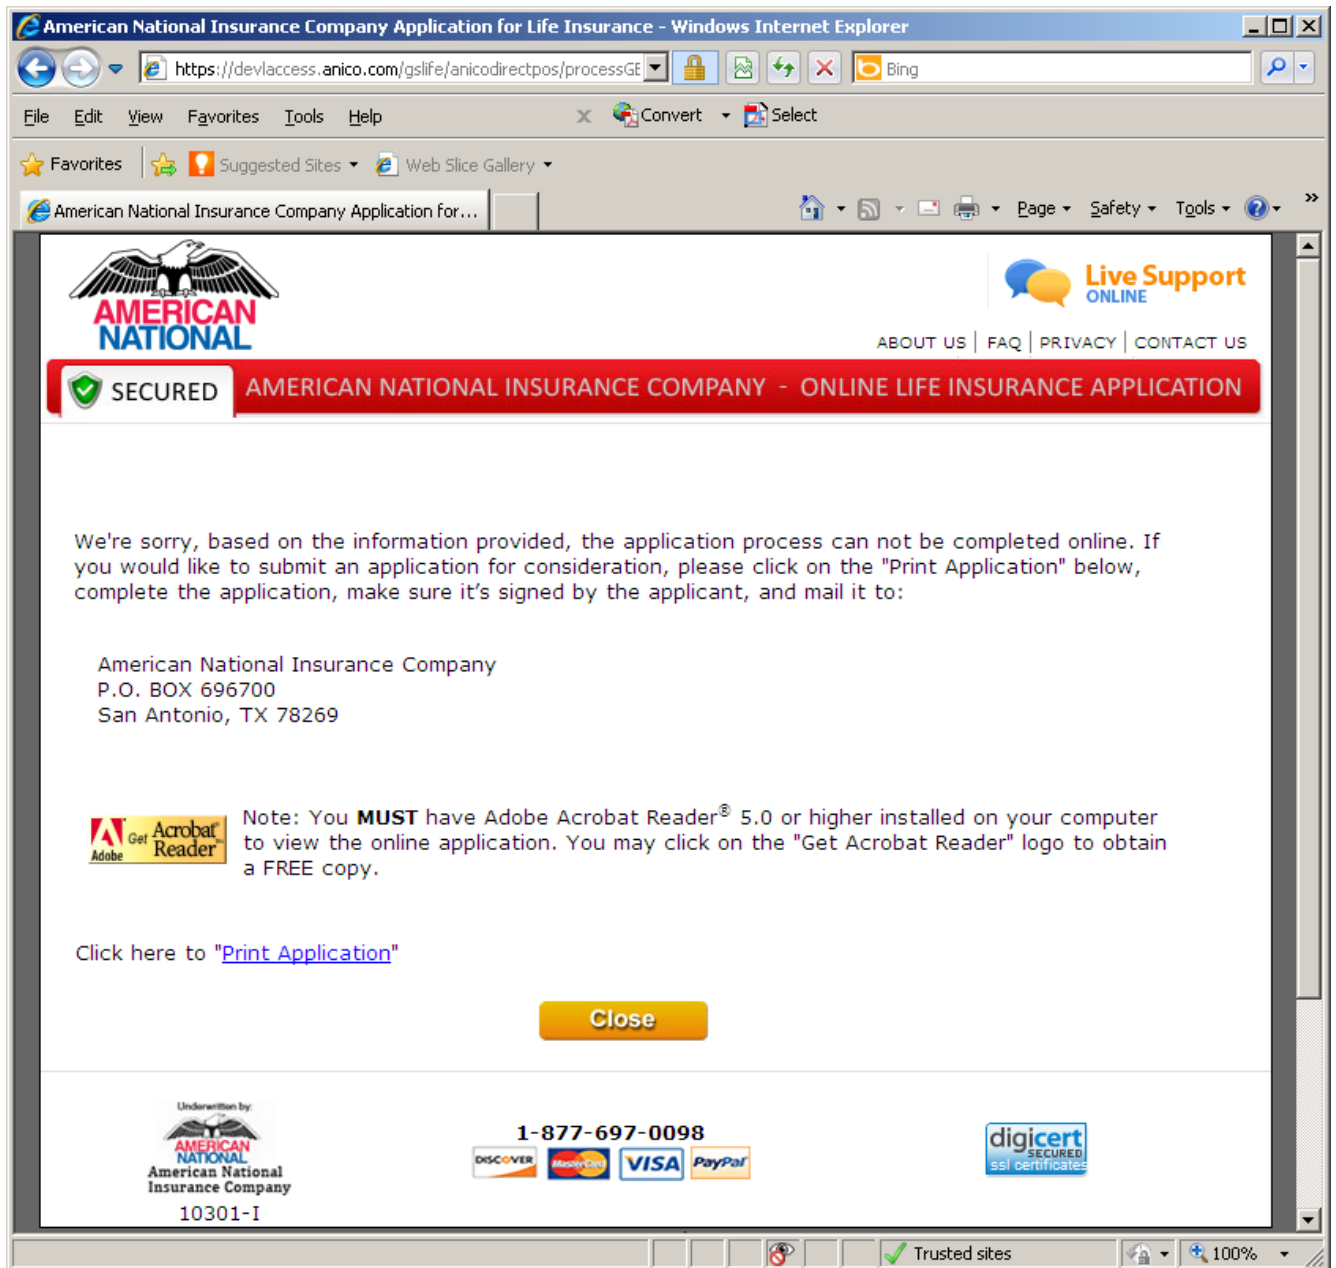 American National Insurance Company Application for Life Insurance - Windows Internet Explorer
https://devlaccess.anico.com/gslife/anicodirectpos/processGE
Bing
File Edit View Favorites Tools Help
x Convert Select
Favorites Suggested Sites Web Slice Gallery
American National Insurance Company Application for...
Page Safety Tools »
AMERICAN
NATIONAL
Live Support
ONLINE
ABOUT US | FAQ | PRIVACY | CONTACT US
SECURED AMERICAN NATIONAL INSURANCE COMPANY - ONLINE LIFE INSURANCE APPLICATION
We're sorry, based on the information provided, the application process can not be completed online. If
you would like to submit an application for consideration, please click on the "Print Application" below,
complete the application, make sure it’s signed by the applicant, and mail it to:
American National Insurance Company
P.O. BOX 696700
San Antonio, TX 78269
Adobe Get Acrobat Reader
Note: You MUST have Adobe Acrobat Reader® 5.0 or higher installed on your computer
to view the online application. You may click on the "Get Acrobat Reader" logo to obtain
a FREE copy.
Click here to "Print Application"
Close
Underwritten by:
AMERICAN
NATIONAL
American National
Insurance Company
10301-I
1-877-697-0098
DISCOVER MasterCard VISA PayPal
digicert
SECURED
ssl certificates
Trusted sites 100%